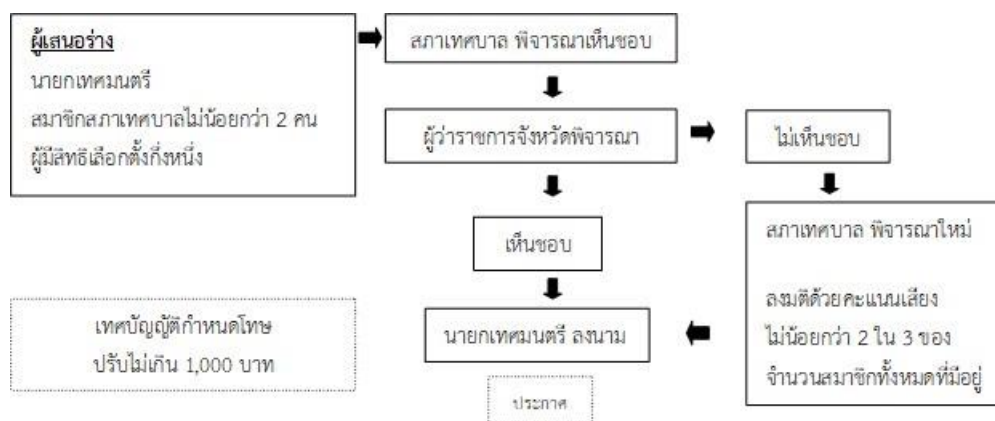 ผู้เสนอร่าง
นายกเทศมนตรี
สมาชิกสภาเทศบาลไม่น้อยกว่า 2 คน
ผู้มีสิทธิเลือกตั้งกึ่งหนึ่ง
สภาเทศบาล พิจารณาเห็นชอบ
ผู้ว่าราชการจังหวัดพิจารณา
ไม่เห็นชอบ
เห็นชอบ
สภาเทศบาล พิจารณาใหม่
ลงมติด้วยคะแนนเสียง
ไม่น้อยกว่า 2 ใน 3 ของ
จำนวนสมาชิกทั้งหมดที่มีอยู่
นายกเทศมนตรี ลงนาม
ประกาศ
เทศบัญญัติกำหนดโทษ
ปรับไม่เกิน 1,000 บาท